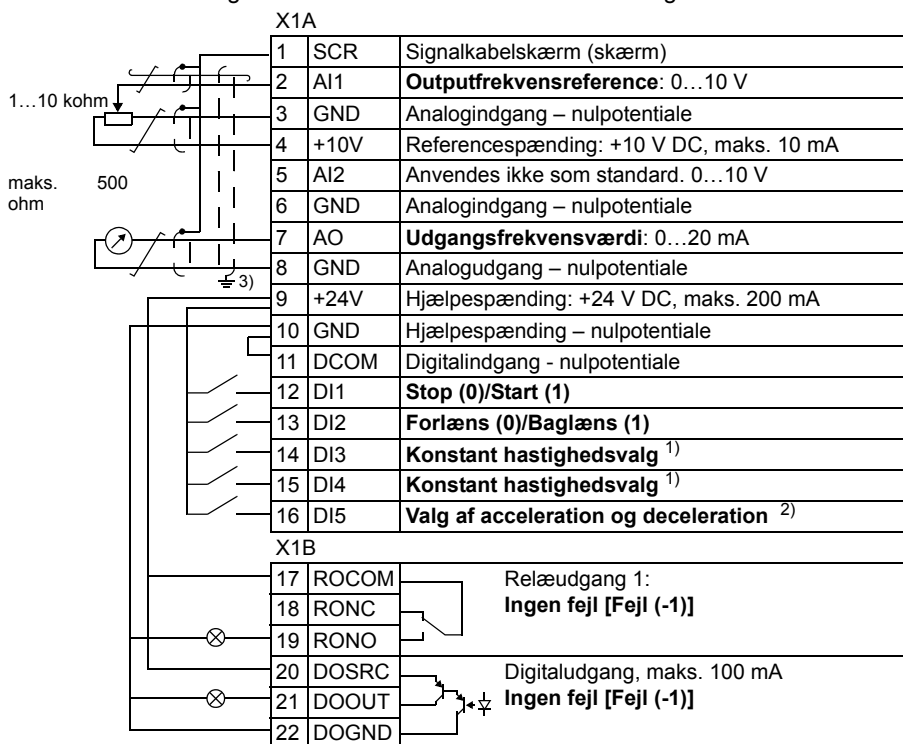 X1A
1 SCR Signalkabelskærm (skærm)
2 AI1 Outputfrekvensreference: 0…10 V
1…10 kohm
3 GND Analogindgang – nulpotentiale
4 +10V Referencespænding: +10 V DC, maks. 10 mA
5 AI2 Anvendes ikke som standard. 0…10 V
maks. 500
ohm
6 GND Analogindgang – nulpotentiale
7 AO Udgangsfrekvensværdi: 0…20 mA
8 GND Analogudgang – nulpotentiale
3)
9 +24V Hjælpespænding: +24 V DC, maks. 200 mA
10 GND Hjælpespænding – nulpotentiale
11 DCOM Digitalindgang - nulpotentiale
12 DI1 Stop (0)/Start (1)
13 DI2 Forlæns (0)/Baglæns (1)
14 DI3 Konstant hastighedsvalg 1)
15 DI4 Konstant hastighedsvalg 1)
16 DI5 Valg af acceleration og deceleration 2)
X1B
17 ROCOM Relæudgang 1:
18 RONC Ingen fejl [Fejl (-1)]
19 RONO
20 DOSRC Digitaludgang, maks. 100 mA
21 DOOUT Ingen fejl [Fejl (-1)]
22 DOGND